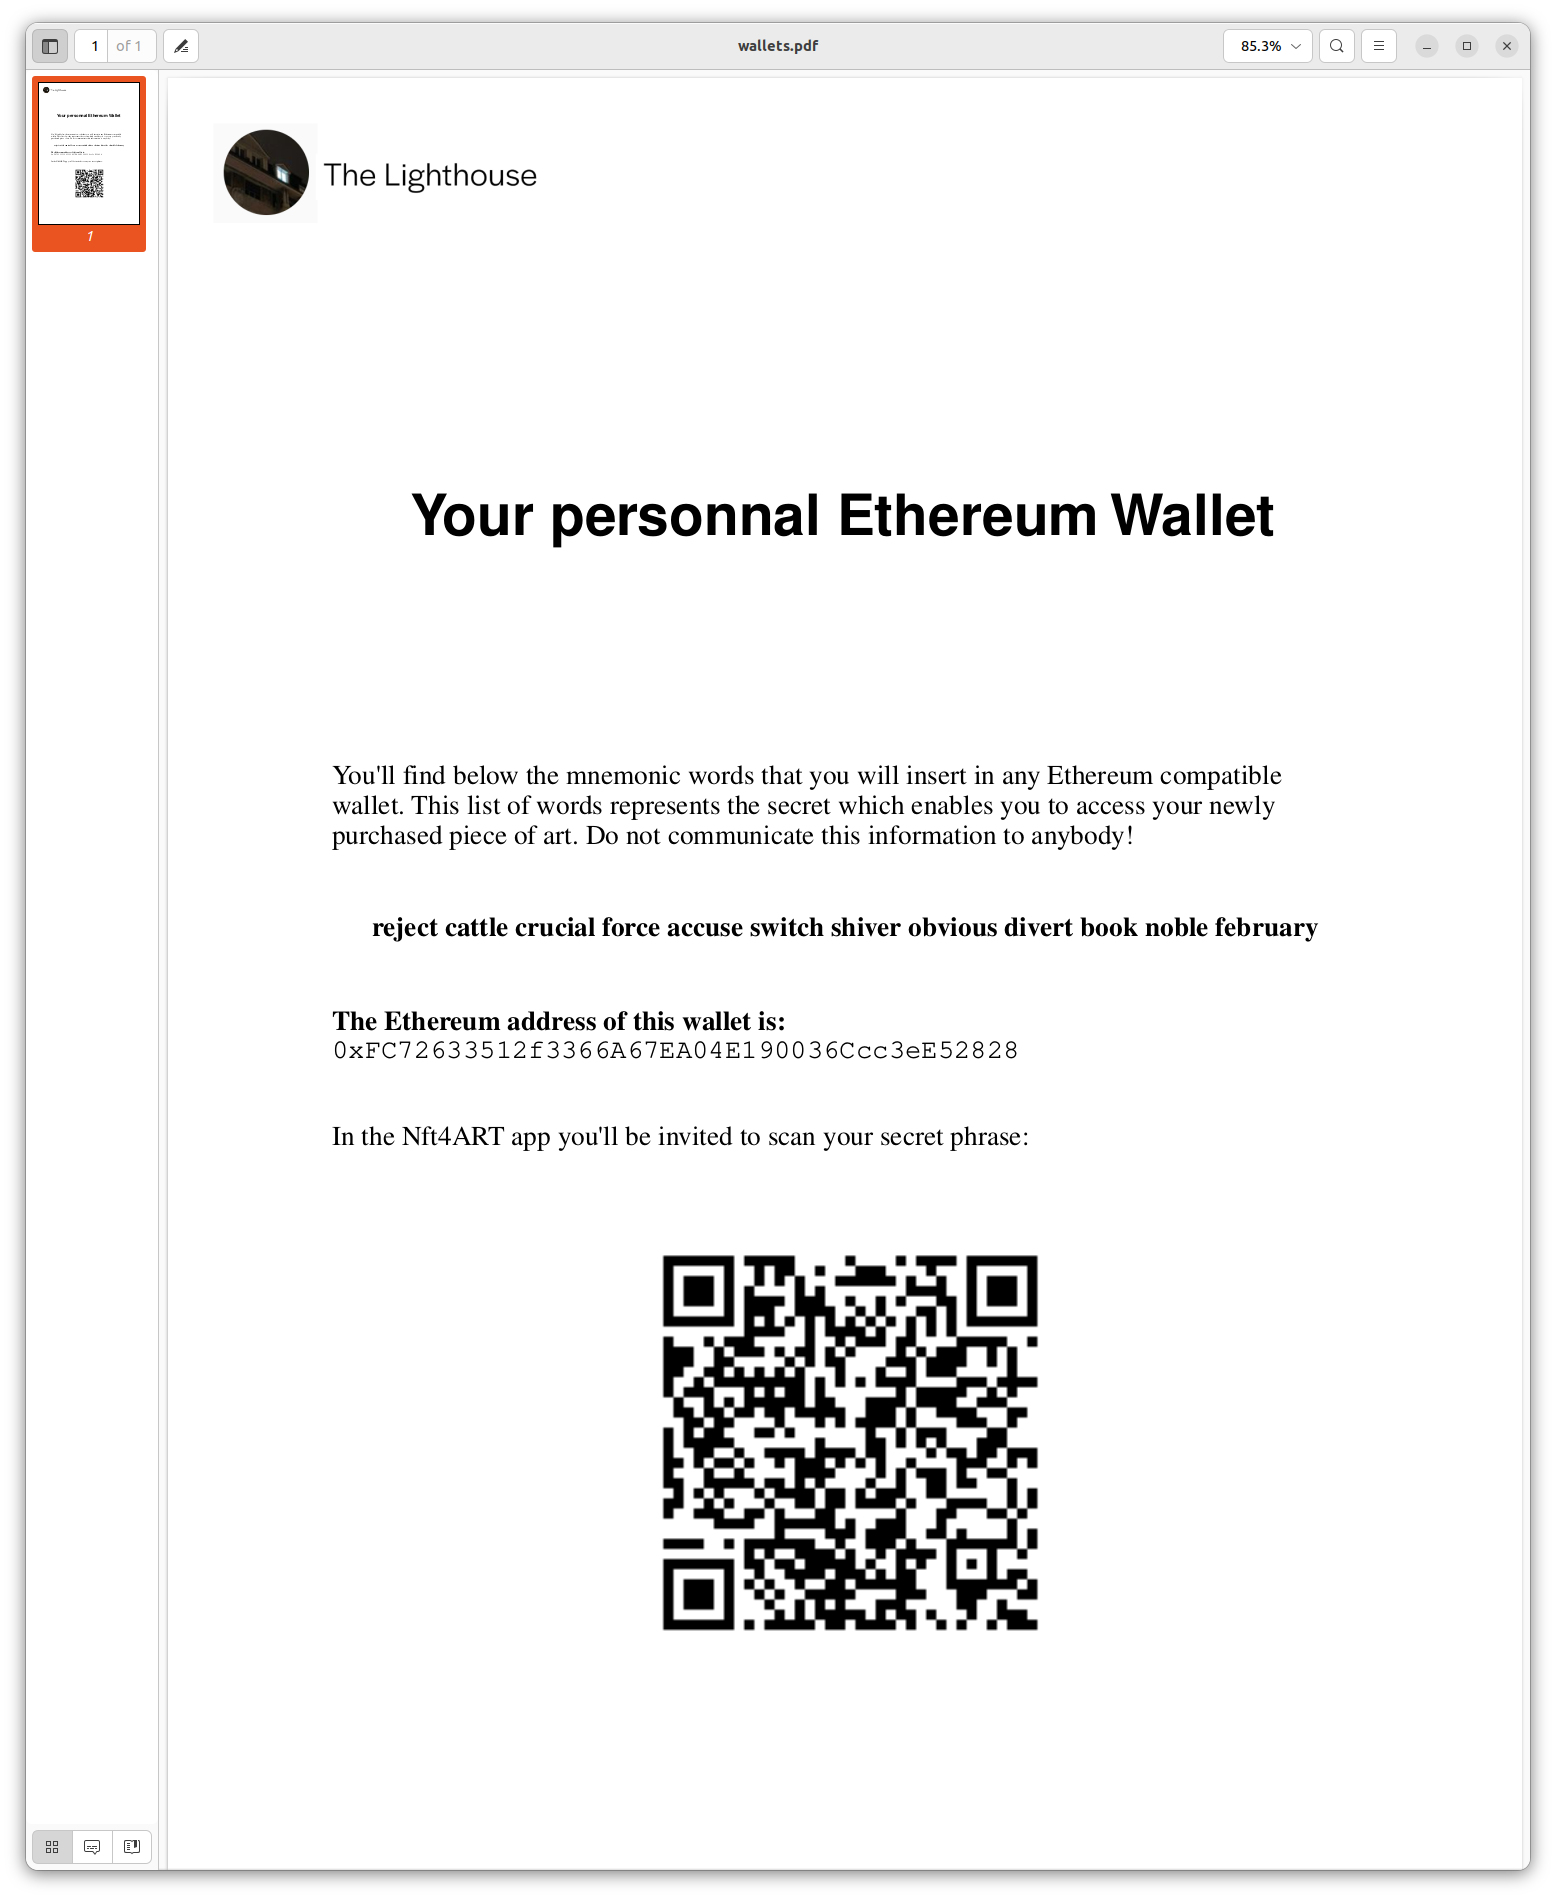 1 of 1
wallets.pdf
85.3%
The Lighthouse
1
Your personnal Ethereum Wallet
You'll find below the mnemonic words that you will insert in any Ethereum compatible
wallet. This list of words represents the secret which enables you to access your newly
purchased piece of art. Do not communicate this information to anybody!
reject cattle crucial force accuse switch shiver obvious divert book noble february
The Ethereum address of this wallet is:
0xFC72633512f3366A67EA04E190036Ccc3eE52828
In the Nft4ART app you'll be invited to scan your secret phrase: